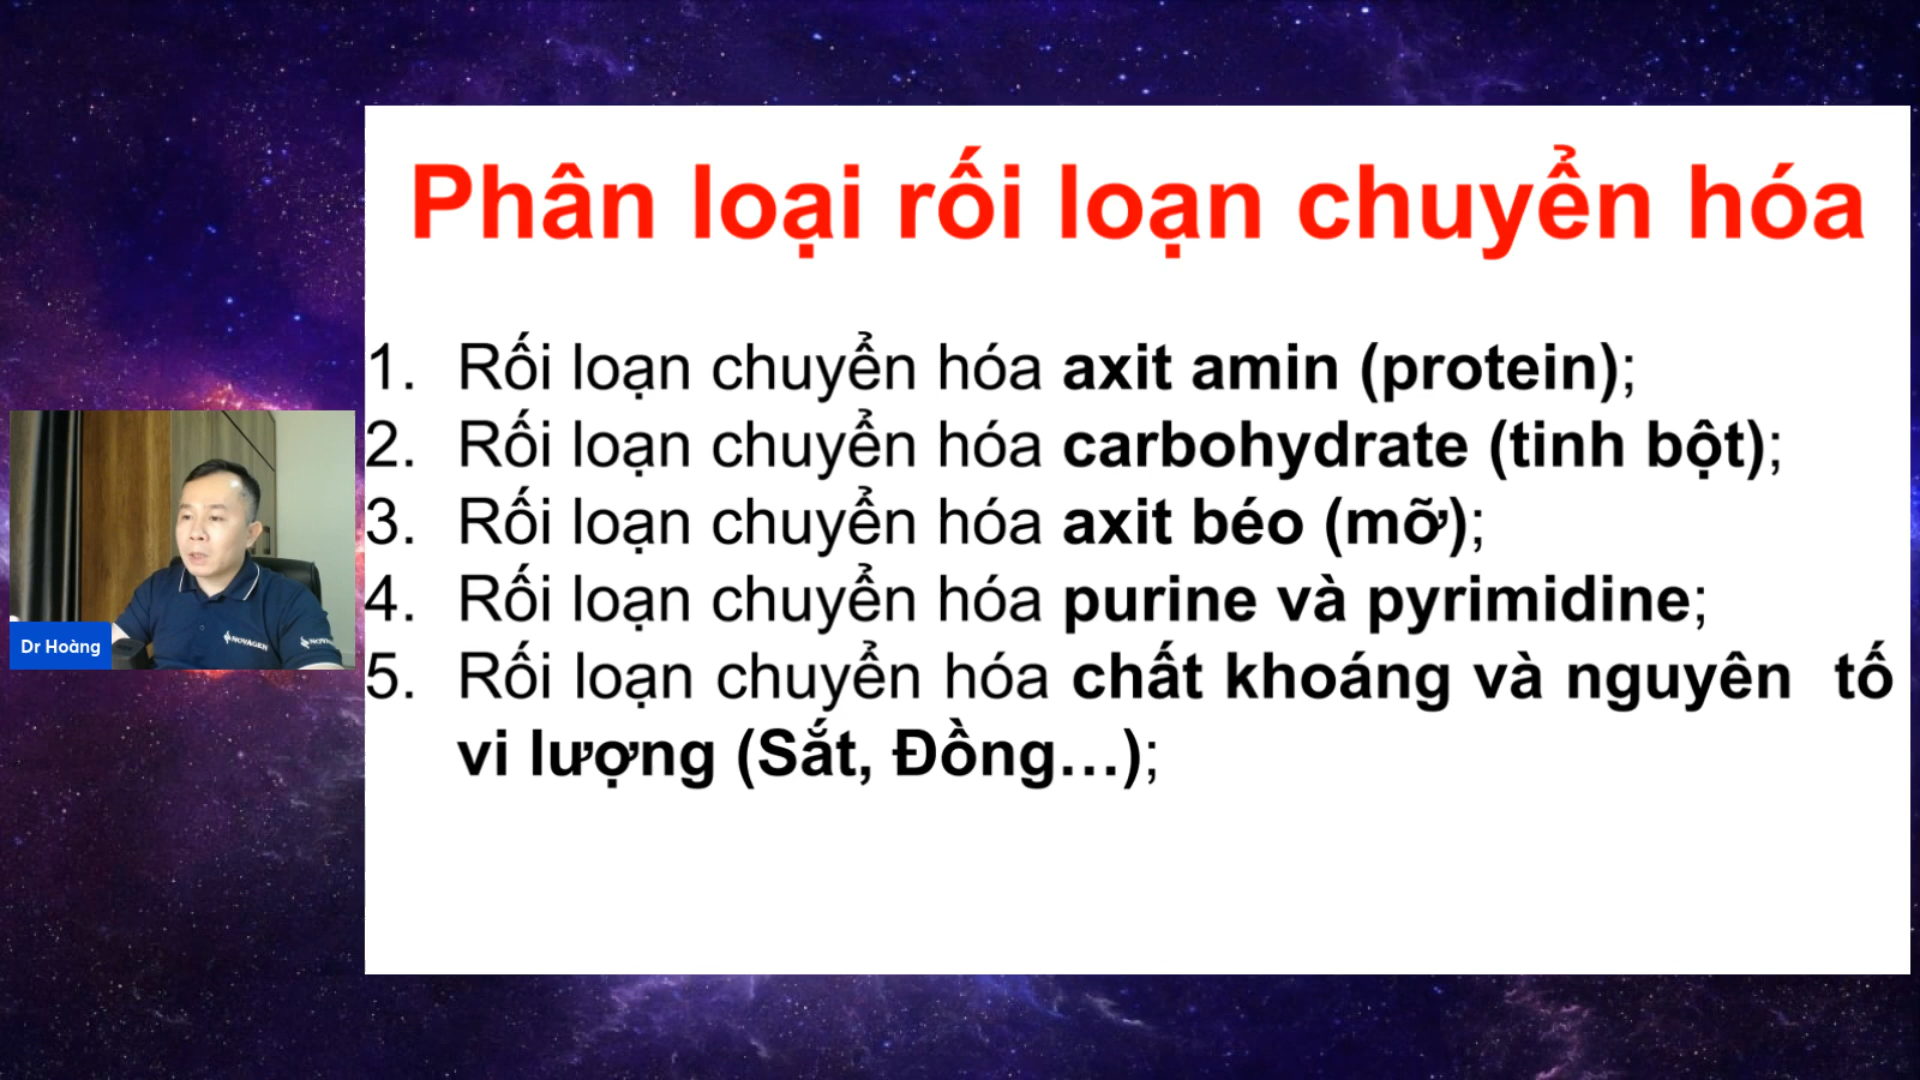 Phân loại rối loạn chuyển hóa
1. Rối loạn chuyển hóa axit amin (protein);
2. Rối loạn chuyển hóa carbohydrate (tinh bột);
3. Rối loạn chuyển hóa axit béo (mỡ);
4. Rối loạn chuyển hóa purine và pyrimidine;
5. Rối loạn chuyển hóa chất khoáng và nguyên tố
vi lượng (Sắt, Đồng...);
Dr Hoàng
NOVAGEN